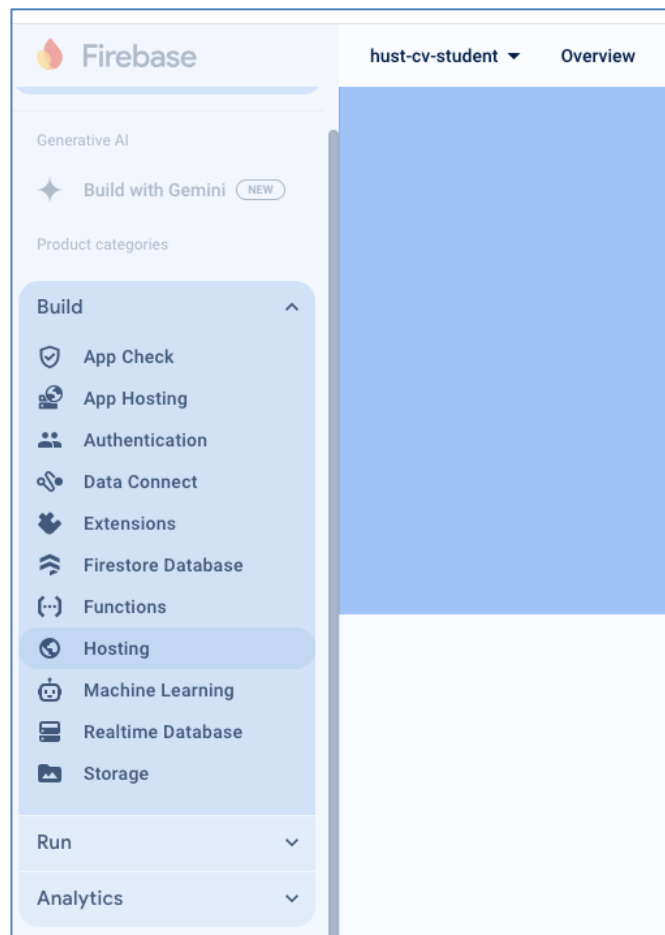 Firebase
hust-cv-student Overview
Generative AI
Build with Gemini NEW
Product categories
Build
App Check
App Hosting
Authentication
Data Connect
Extensions
Firestore Database
Functions
Hosting
Machine Learning
Realtime Database
Storage
Run
Analytics